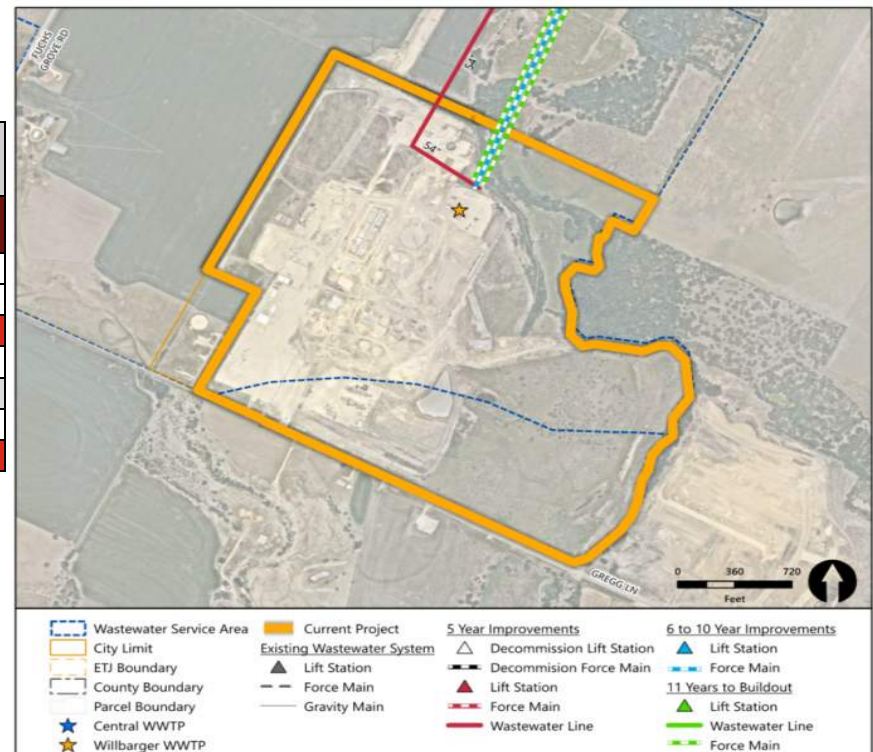 FUCHS
GROVE RD
54"
54"
GREGG LN
0 360 720
Feet
Wastewater Service Area
City Limit
ETJ Boundary
County Boundary
Parcel Boundary
Central WWTP
Willbarger WWTP
Current Project
Existing Wastewater System
Lift Station
Force Main
Gravity Main
5 Year Improvements
Decommission Lift Station
Decommision Force Main
Lift Station
Force Main
Wastewater Line
6 to 10 Year Improvements
Lift Station
Force Main
11 Years to Buildout
Lift Station
Wastewater Line
Force Main